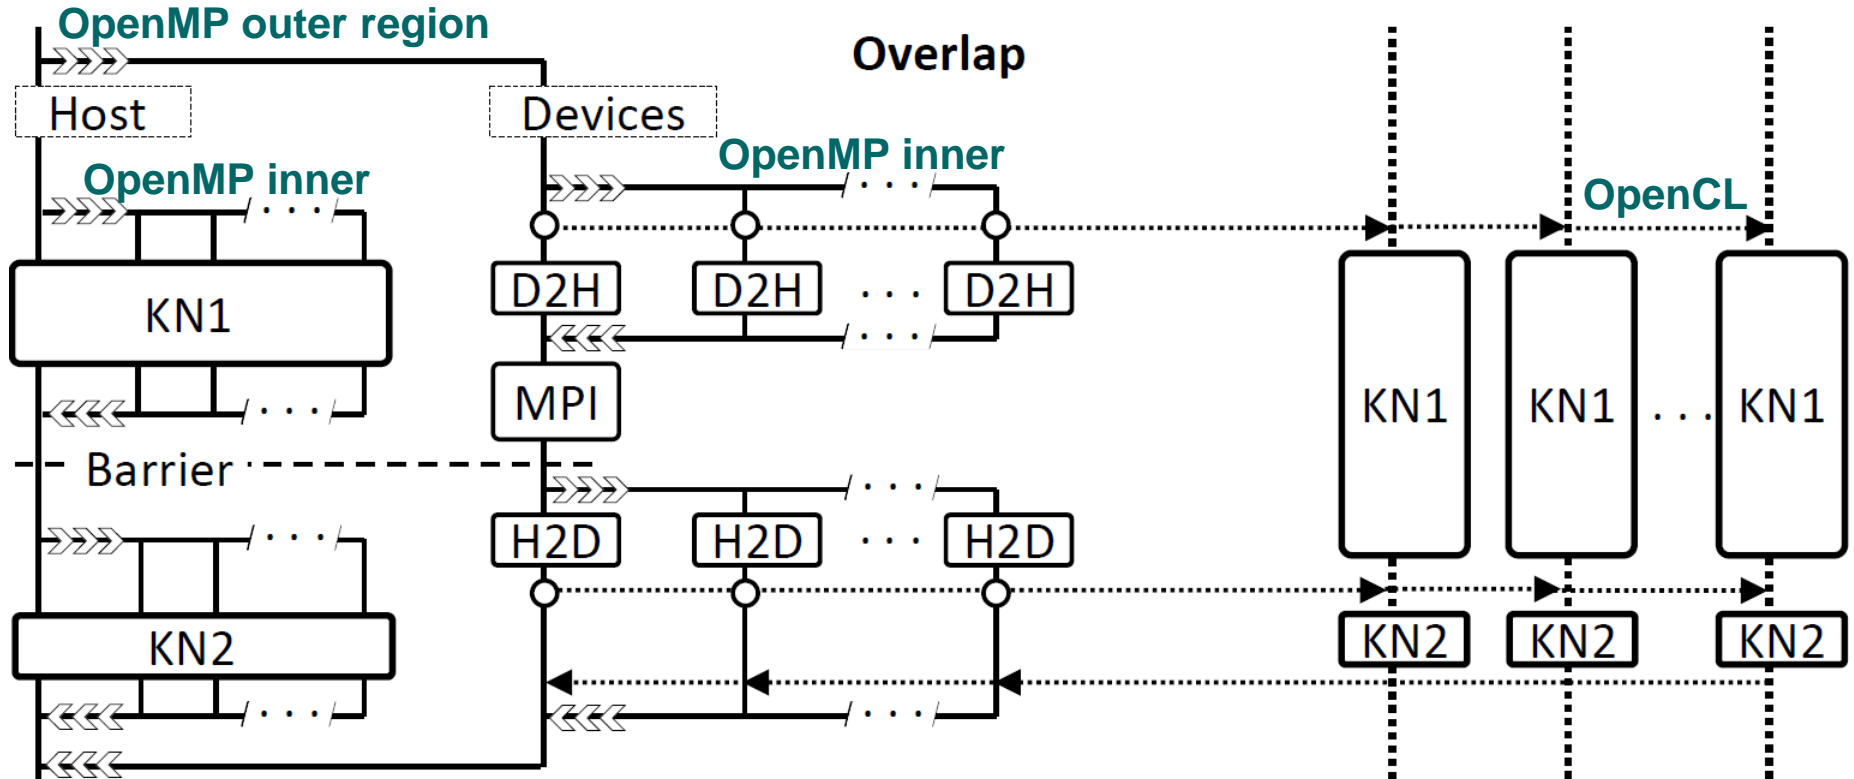 OpenMP outer region
Overlap
Host
Devices
OpenMP inner
OpenMP inner
OpenCL
· · ·
· · ·
D2H D2H · · · D2H
KN1
· · ·
MPI
KN1 KN1 · · · KN1
· · ·
Barrier
· · ·
· · ·
H2D H2D · · · H2D
KN2
KN2 KN2 KN2
· · ·
· · ·